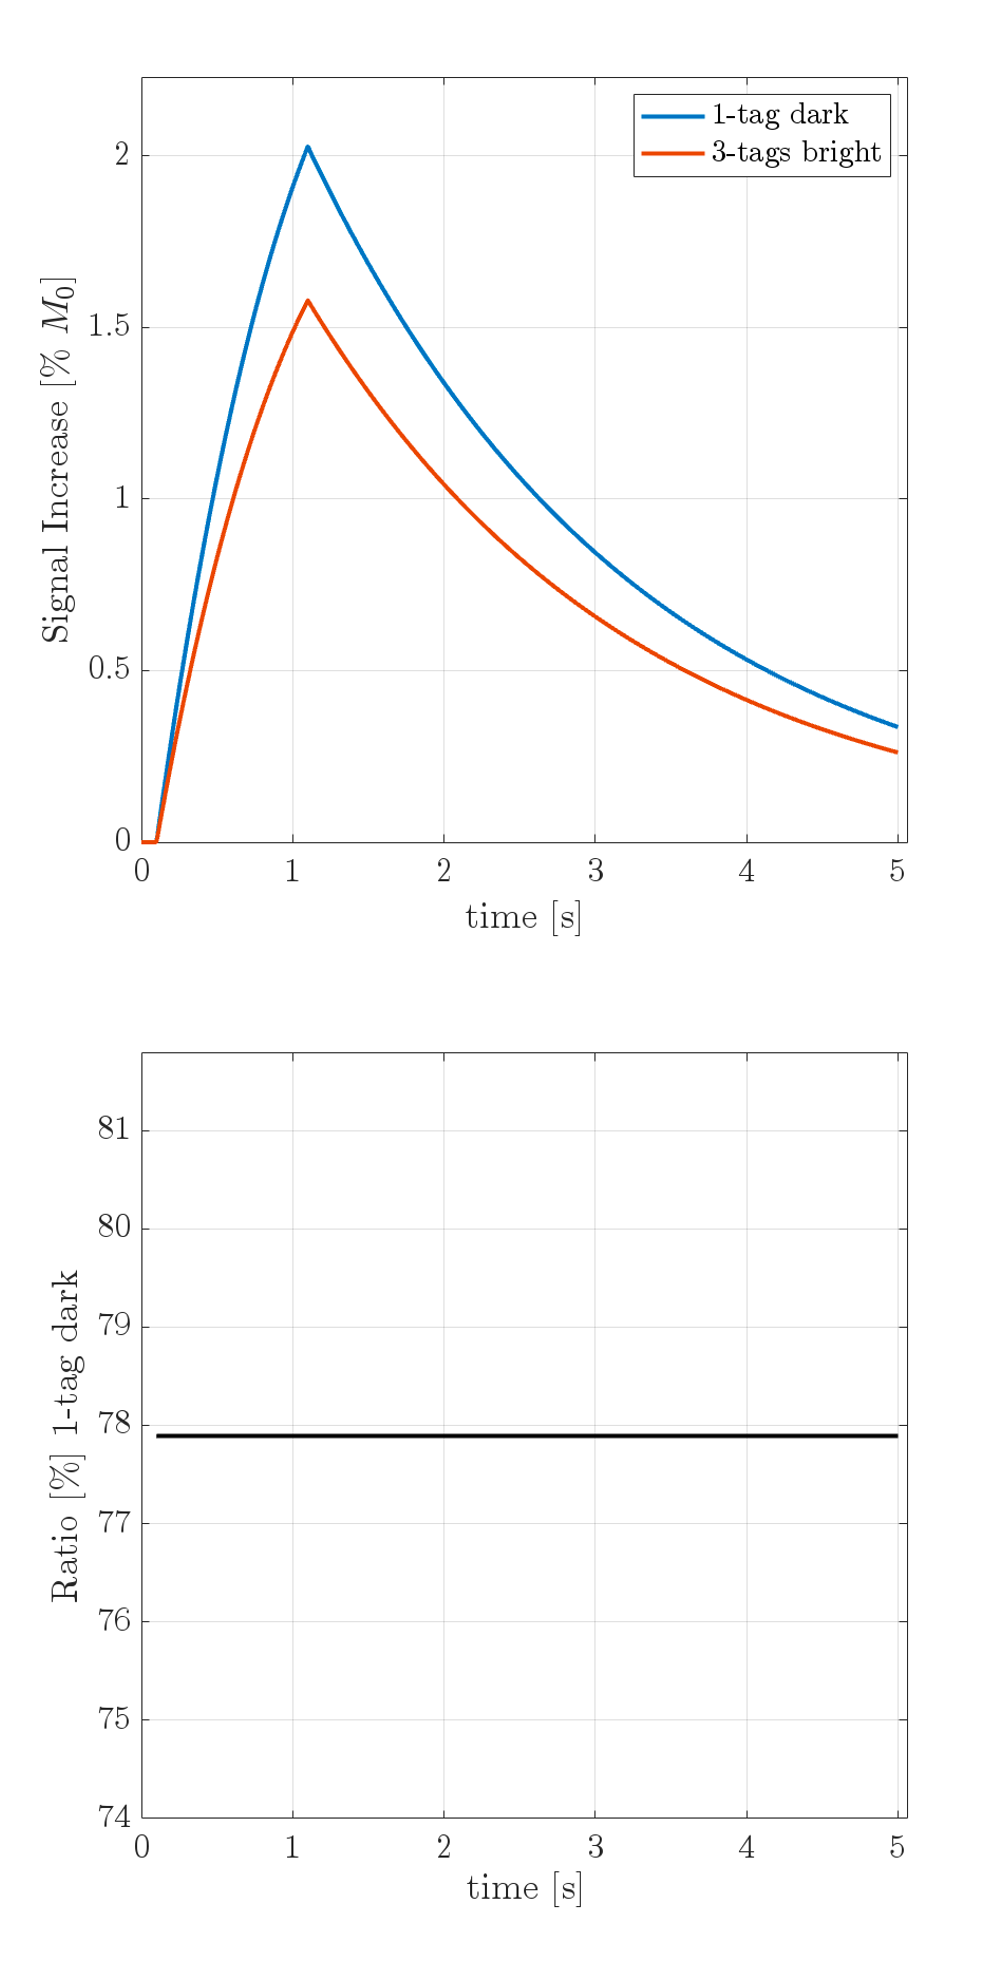 1-tag dark
3-tags bright
2
1.5
1
0.5
0
Signal Increase [% M₀]
0 1 2 3 4 5
time [s]
81
80
79
78
77
76
75
74
Ratio [%] 1-tag dark
0 1 2 3 4 5
time [s]